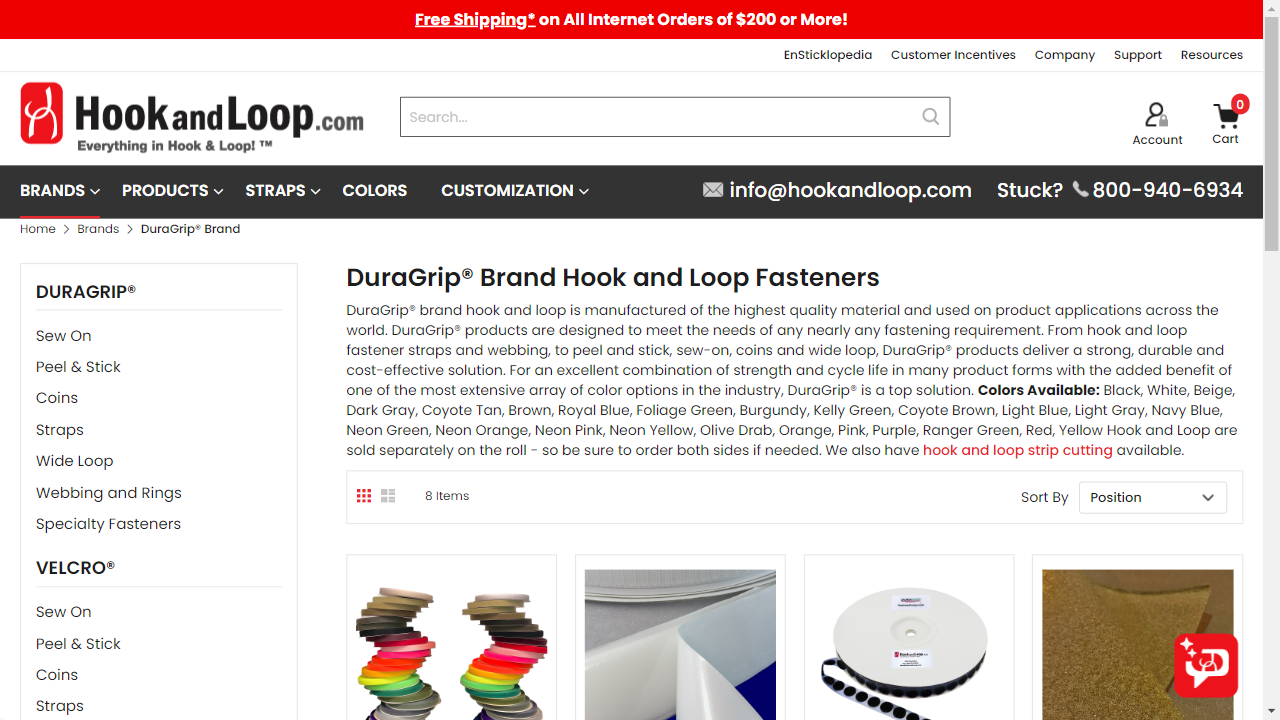 Free Shipping* on All Internet Orders of $200 or More!
EnSticklopedia Customer Incentives Company Support Resources
HookandLoop.com
Everything in Hook & Loop! ™
Search...
Account
0
Cart
BRANDS PRODUCTS STRAPS COLORS CUSTOMIZATION info@hookandloop.com Stuck? 800-940-6934
Home > Brands > DuraGrip® Brand
DURAGRIP®
Sew On
Peel & Stick
Coins
Straps
Wide Loop
Webbing and Rings
Specialty Fasteners
VELCRO®
Sew On
Peel & Stick
Coins
Straps
DuraGrip® Brand Hook and Loop Fasteners
DuraGrip® brand hook and loop is manufactured of the highest quality material and used on product applications across the
world. DuraGrip® products are designed to meet the needs of any nearly any fastening requirement. From hook and loop
fastener straps and webbing, to peel and stick, sew-on, coins and wide loop, DuraGrip® products deliver a strong, durable and
cost-effective solution. For an excellent combination of strength and cycle life in many product forms with the added benefit of
one of the most extensive array of color options in the industry, DuraGrip® is a top solution. Colors Available: Black, White, Beige,
Dark Gray, Coyote Tan, Brown, Royal Blue, Foliage Green, Burgundy, Kelly Green, Coyote Brown, Light Blue, Light Gray, Navy Blue,
Neon Green, Neon Orange, Neon Pink, Neon Yellow, Olive Drab, Orange, Pink, Purple, Ranger Green, Red, Yellow Hook and Loop are
sold separately on the roll - so be sure to order both sides if needed. We also have hook and loop strip cutting available.
8 Items
Sort By Position
HookandLoop